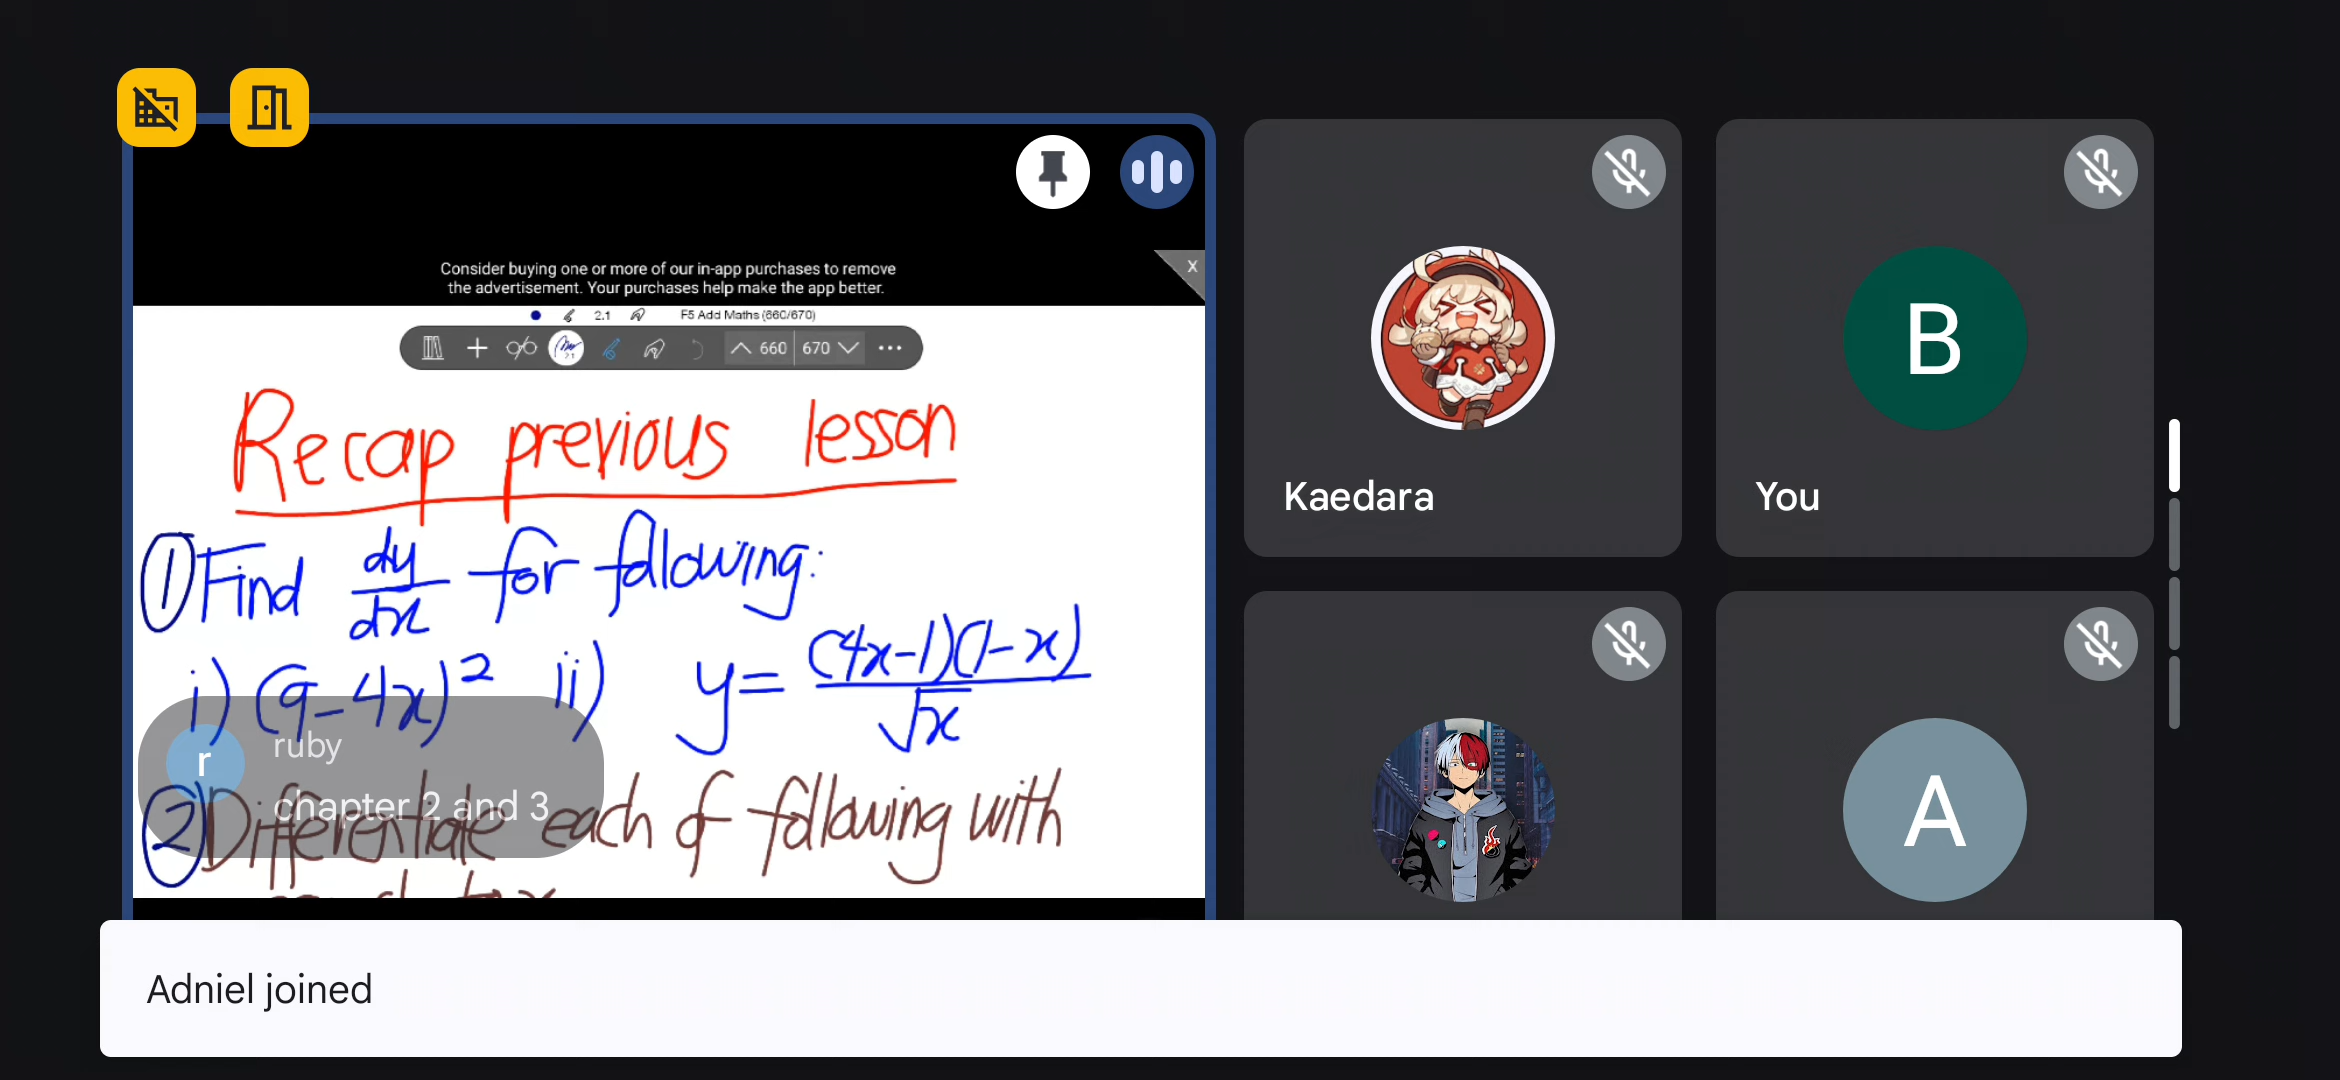 Consider buying one or more of our in-app purchases to remove
the advertisement. Your purchases help make the app better.
X
2.1 F5 Add Maths (660/670)
2.1 660 670
Recap previous lesson
① Find dy/dx for following:
i) (9-4x)² ii) y= (4x-1)(1-x)/√x
r ruby
chapter 2 and 3
② Differentiate each of following with
Kaedara
B
You
A
Adniel joined